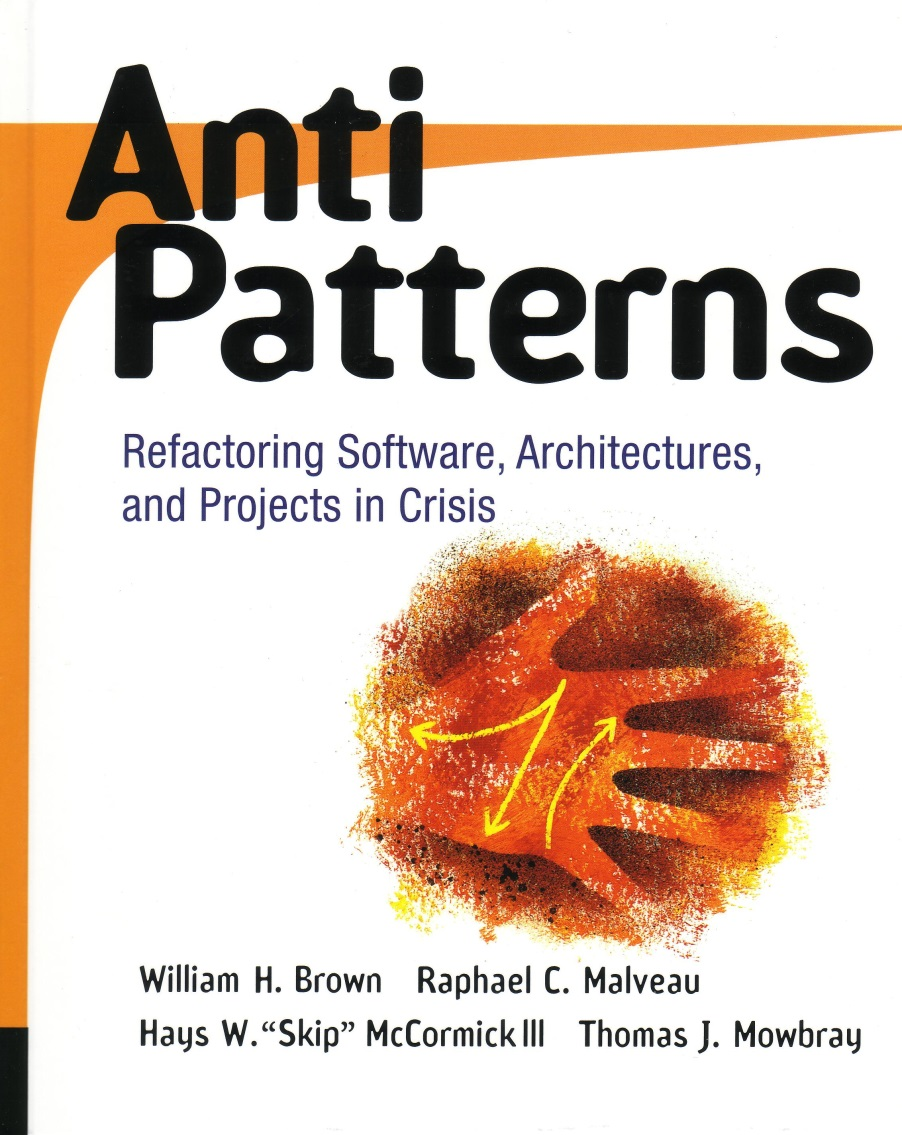 Anti
Patterns
Refactoring Software, Architectures,
and Projects in Crisis
William H. Brown Raphael C. Malveau
Hays W. “Skip” McCormick III Thomas J. Mowbray